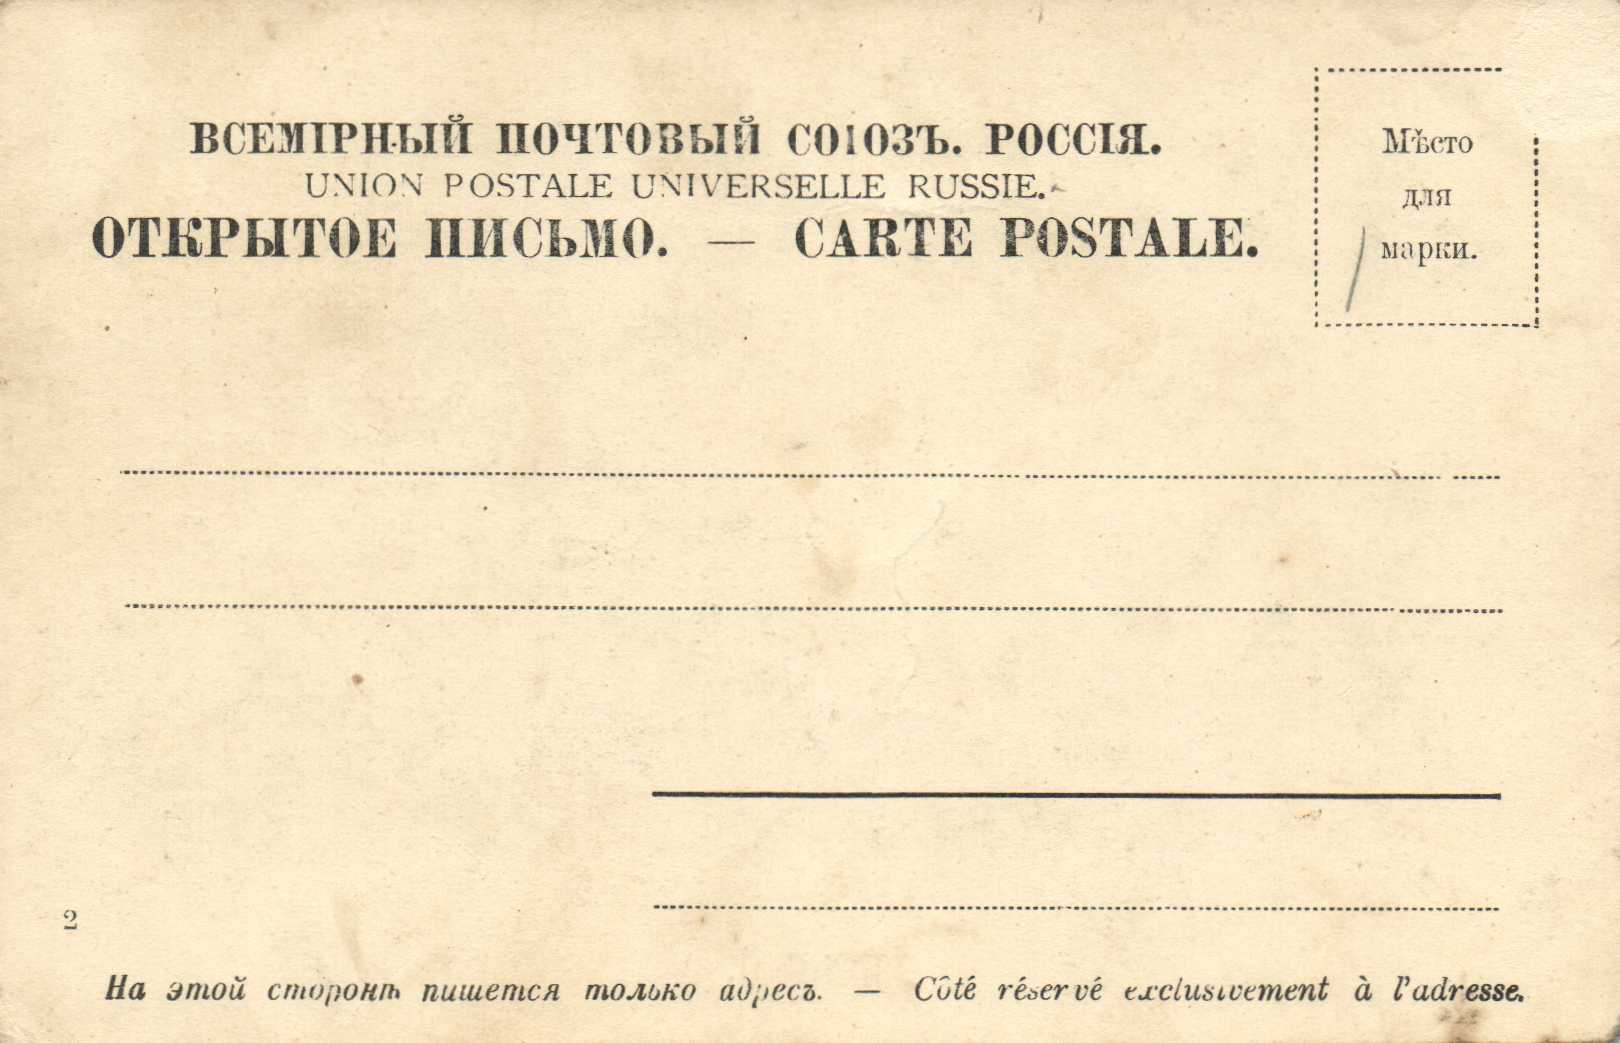 ВСЕМІРНЫЙ ПОЧТОВЫЙ СОЮЗЪ. РОССІЯ.
UNION POSTALE UNIVERSELLE RUSSIE.
ОТКРЫТОЕ ПИСЬМО. — CARTE POSTALE.
Мѣсто
для
марки.
2
На этой сторонѣ пишется только адресъ. — Côté réservé exclusivement à l'adresse.